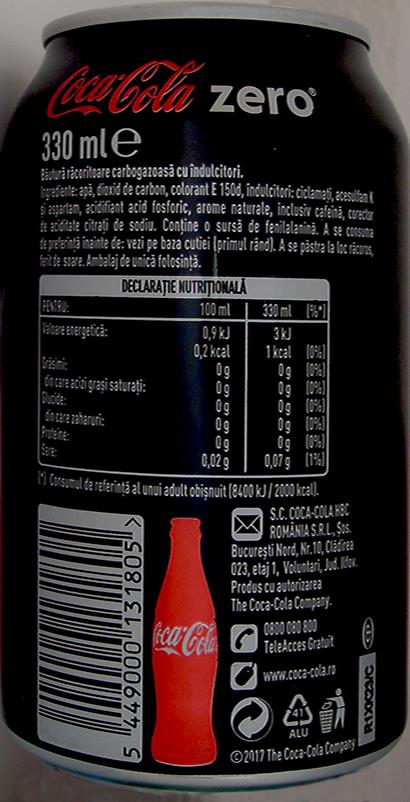 Coca-Cola zero
330 ml e
Băutură răcoritoare carbogazoasă cu îndulcitori.
Ingrediente: apă, dioxid de carbon, colorant E 150d, îndulcitori: ciclamați, acesulfam K
și aspartam, acidifiant acid fosforic, arome naturale, inclusiv cafeină, corector
de aciditate citrați de sodiu. Conține o sursă de fenilalanină. A se consuma
de preferință înainte de: vezi pe baza cutiei (primul rând). A se păstra la loc răcoros,
ferit de soare. Ambalaj de unică folosință.
DECLARAȚIE NUTRIȚIONALĂ
PENTRU: 100 ml 330 ml (%*)
Valoare energetică: 0,9 kJ 3 kJ
0,2 kcal 1 kcal (0%)
Grăsimi: 0 g 0 g (0%)
din care acizi grași saturați: 0 g 0 g (0%)
Glucide: 0 g 0 g (0%)
din care zaharuri: 0 g 0 g (0%)
Proteine: 0 g 0 g (0%)
Sare: 0,02 g 0,07 g (1%)
(*) Consumul de referință al unui adult obișnuit (8400 kJ / 2000 kcal).
5 449000 131805 >
Coca-Cola
S.C. COCA-COLA HBC
ROMÂNIA S.R.L., Șos.
București Nord, Nr.10, Clădirea
023, etaj 1, Voluntari, Jud. Ilfov.
Produs cu autorizarea
The Coca-Cola Company.
0800 080 800
TeleAcces Gratuit
www.coca-cola.ro
41
ALU
©2017 The Coca-Cola Company